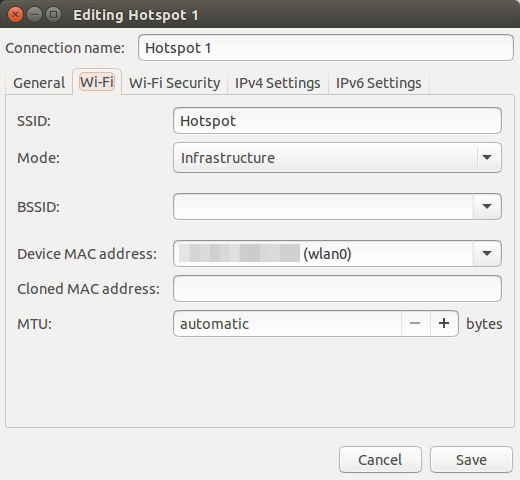 Editing Hotspot 1
Connection name: Hotspot 1
General Wi-Fi Wi-Fi Security IPv4 Settings IPv6 Settings
SSID: Hotspot
Mode: Infrastructure
BSSID:
Device MAC address: (wlan0)
Cloned MAC address:
MTU: automatic bytes
Cancel Save